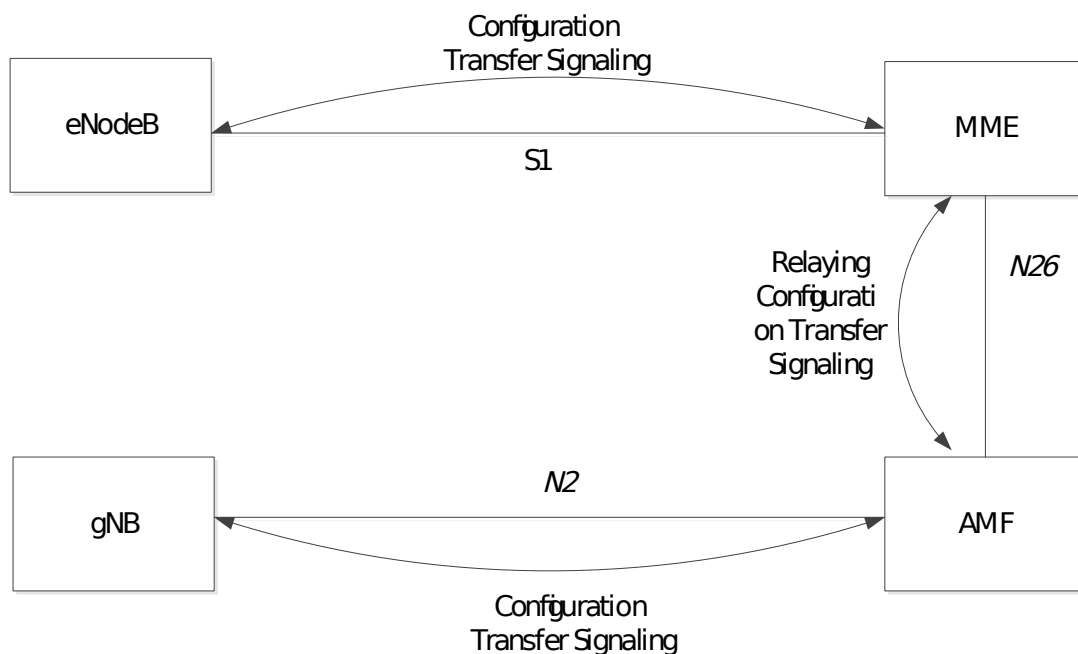 Configuration
Transfer Signaling
eNodeB
MME
S1
Relaying
Configurati
on Transfer
Signaling
N26
N2
gNB
AMF
Configuration
Transfer Signaling